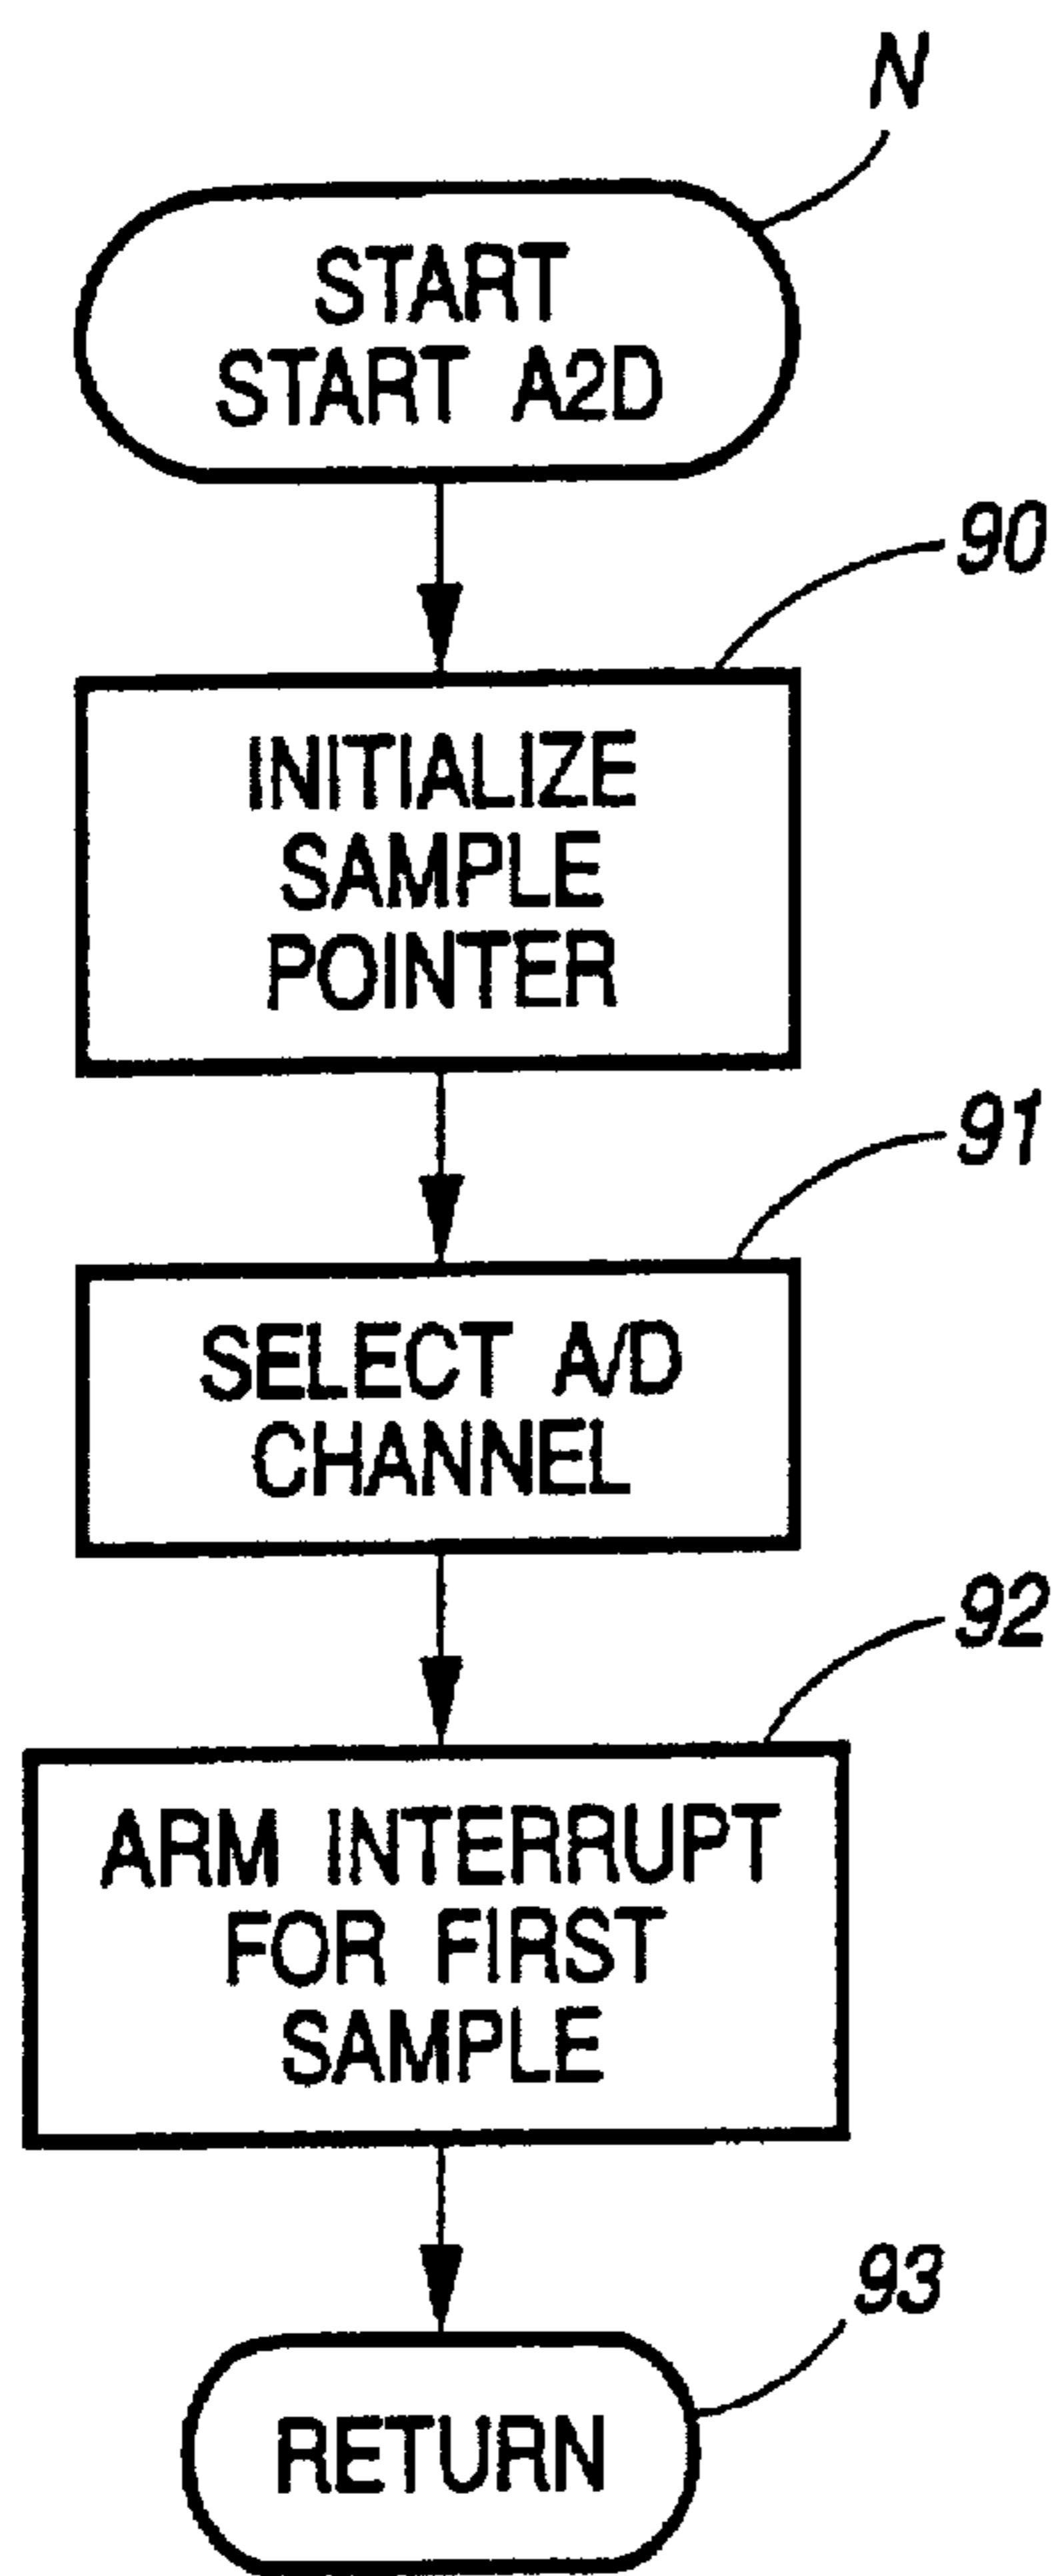 N
START
START A2D
90
INITIALIZE
SAMPLE
POINTER
91
SELECT A/D
CHANNEL
92
ARM INTERRUPT
FOR FIRST
SAMPLE
93
RETURN